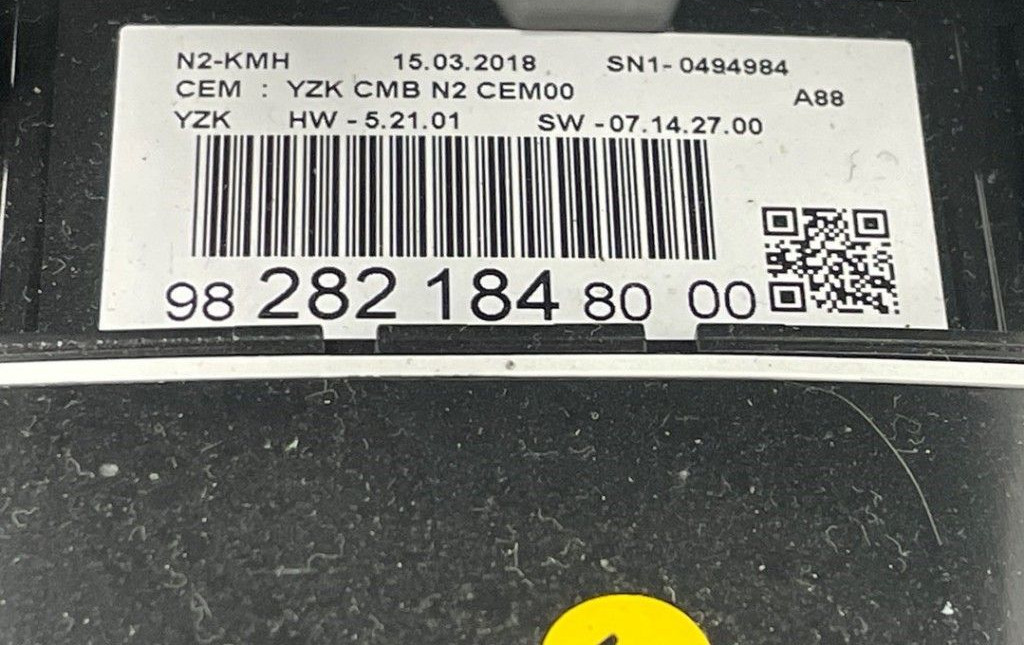 N2-KMH 15.03.2018 SN1-0494984
CEM : YZK CMB N2 CEM00 A88
YZK HW - 5.21.01 SW - 07.14.27.00
98 282 184 80 00